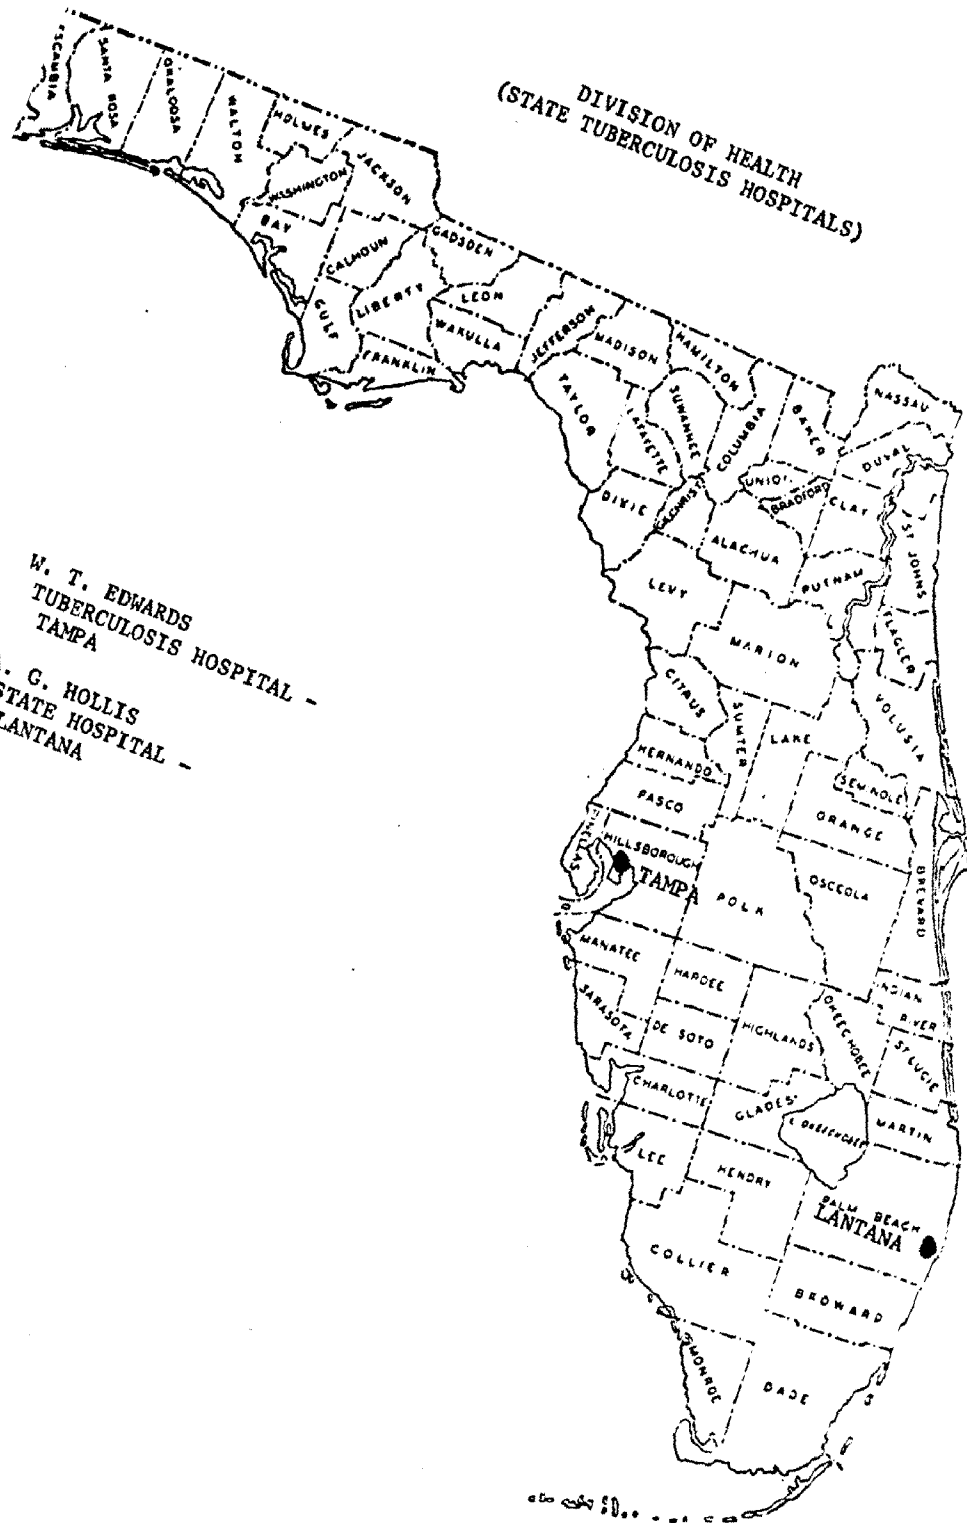 DIVISION OF HEALTH
(STATE TUBERCULOSIS HOSPITALS)
ESCAMBIA
SANTA ROSA
OKALOOSA
WALTON
HOLMES
WASHINGTON
JACKSON
BAY
CALHOUN
GADSDEN
GULF
LIBERTY
LEON
WAKULLA
FRANKLIN
JEFFERSON
MADISON
HAMILTON
TAYLOR
LAFAYETTE
SUWANNEE
COLUMBIA
BAKER
NASSAU
DUVAL
DIXIE
GILCHRIST
UNION
BRADFORD
CLAY
ST JOHNS
ALACHUA
PUTNAM
LEVY
MARION
FLAGLER
CITRUS
SUMTER
LAKE
VOLUSIA
HERNANDO
SEMINOLE
PASCO
ORANGE
PINELLAS
HILLSBOROUGH
TAMPA
POLK
OSCEOLA
BREVARD
MANATEE
HARDEE
INDIAN
RIVER
SARASOTA
DE SOTO
HIGHLANDS
OKEECHOBEE
ST LUCIE
CHARLOTTE
GLADES
L. OKEECHOBEE
MARTIN
LEE
HENDRY
PALM BEACH
LANTANA
COLLIER
BROWARD
MONROE
DADE
W. T. EDWARDS
TUBERCULOSIS HOSPITAL -
TAMPA
G. HOLLIS
STATE HOSPITAL -
LANTANA